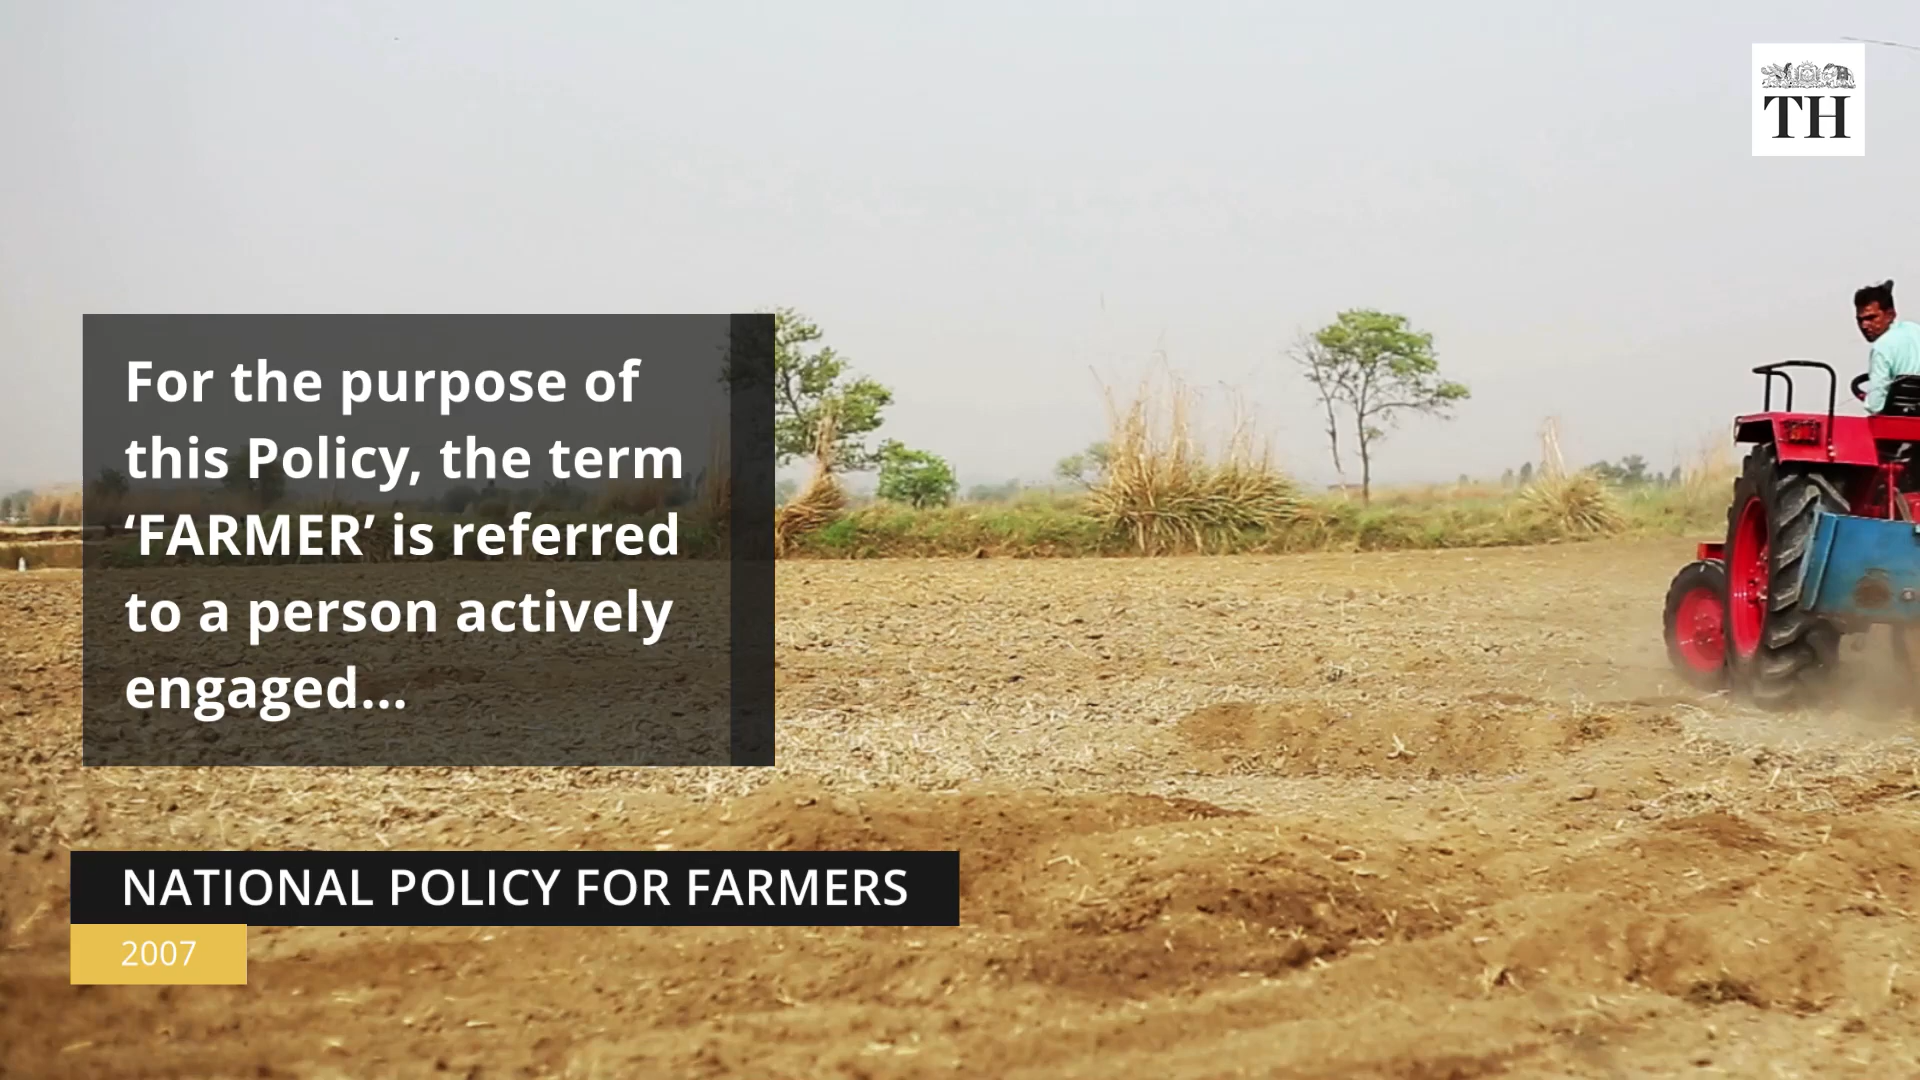 TH
For the purpose of
this Policy, the term
‘FARMER’ is referred
to a person actively
engaged...
NATIONAL POLICY FOR FARMERS
2007